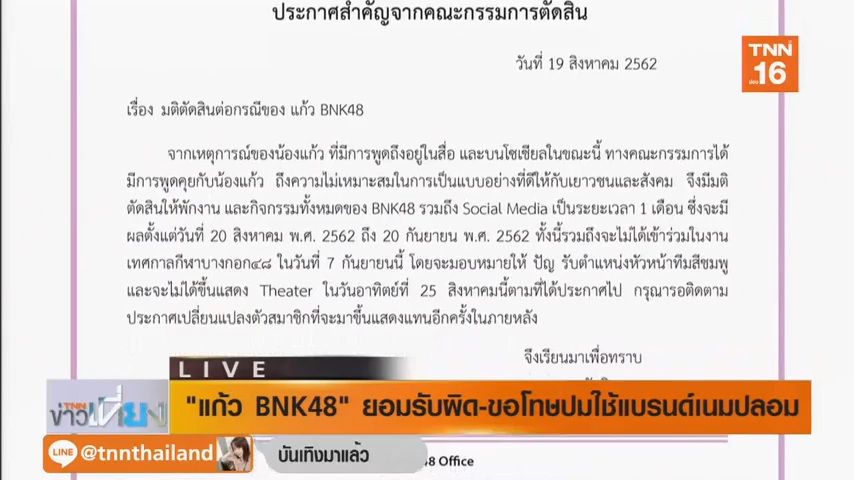 ประกาศสำคัญจากคณะกรรมการตัดสิน
วันที่ 19 สิงหาคม 2562
TNN
ช่อง 16
เรื่อง มติตัดสินต่อกรณีของ แก้ว BNK48
จากเหตุการณ์ของน้องแก้ว ที่มีการพูดถึงอยู่ในสื่อ และบนโซเชียลในขณะนี้ ทางคณะกรรมการได้
มีการพูดคุยกับน้องแก้ว ถึงความไม่เหมาะสมในการเป็นแบบอย่างที่ดีให้กับเยาวชนและสังคม จึงมีมติ
ตัดสินให้พักงาน และกิจกรรมทั้งหมดของ BNK48 รวมถึง Social Media เป็นระยะเวลา 1 เดือน ซึ่งจะมี
ผลตั้งแต่วันที่ 20 สิงหาคม พ.ศ. 2562 ถึง 20 กันยายน พ.ศ. 2562 ทั้งนี้รวมถึงจะไม่ได้เข้าร่วมในงาน
เทศกาลกีฬาบางกอก๔๘ ในวันที่ 7 กันยายนนี้ โดยจะมอบหมายให้ ปัญ รับตำแหน่งหัวหน้าทีมสีชมพู
และจะไม่ได้ขึ้นแสดง Theater ในวันอาทิตย์ที่ 25 สิงหาคมนี้ตามที่ได้ประกาศไป กรุณารอติดตาม
ประกาศเปลี่ยนแปลงตัวสมาชิกที่จะมาขึ้นแสดงแทนอีกครั้งในภายหลัง
จึงเรียนมาเพื่อทราบ
LIVE
TNN ข่าวเที่ยง
"แก้ว BNK48" ยอมรับผิด-ขอโทษปมใช้แบรนด์เนมปลอม
LINE @tnnthailand
บันเทิงมาแล้ว
48 Office